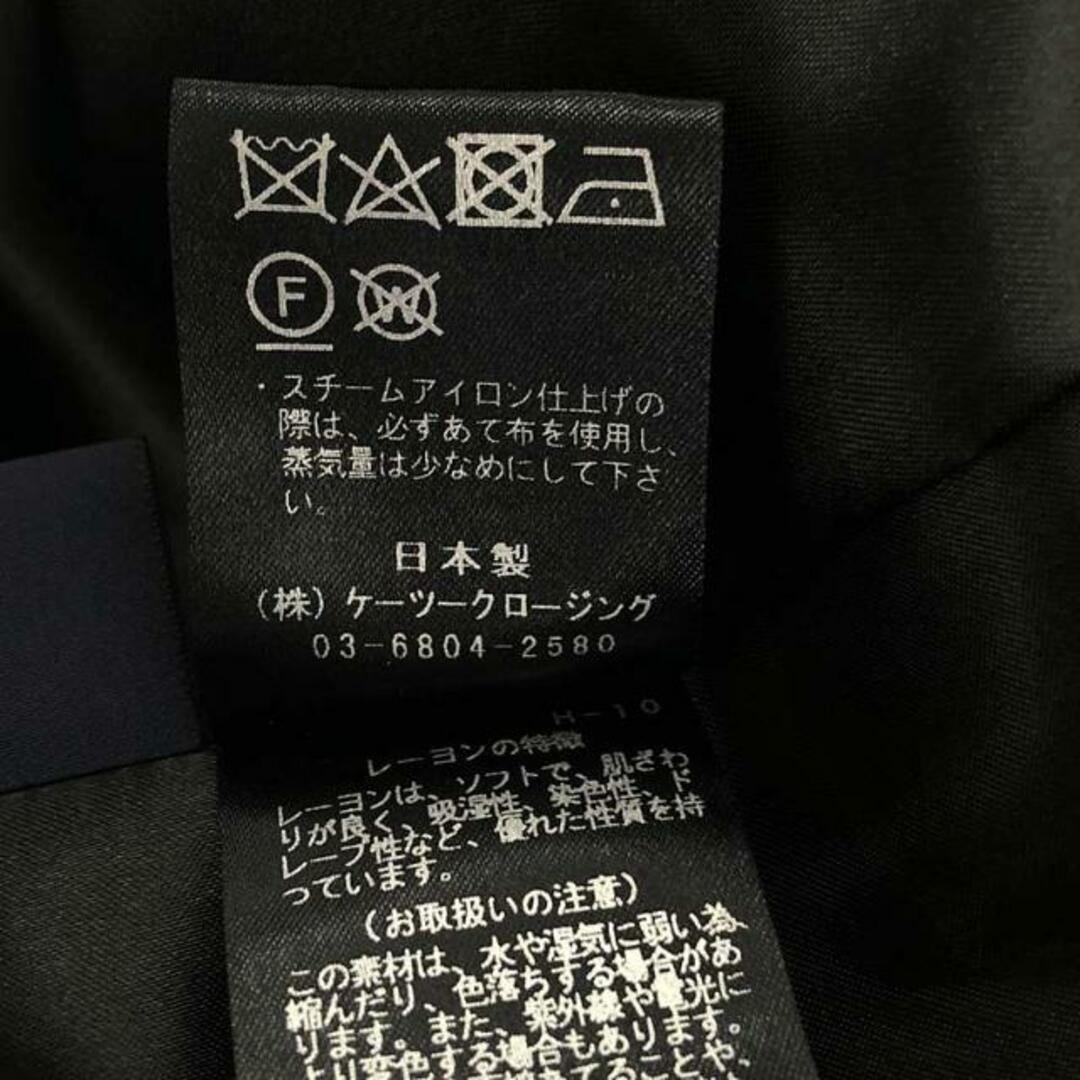 F
W
・スチームアイロン仕上げの
際は、必ずあて布を使用し、
蒸気量は少なめにして下さ
い。
日本製
(株)ケーツークロージング
03-6804-2580
H-10
レーヨンの特徴
レーヨンは、ソフトで、肌ざわ
りが良く、吸湿性、染色性、ド
レープ性など、優れた性質を持
っています。
(お取扱いの注意)
この素材は、水や湿気に弱い為
縮んだり、色落ちする場合があ
ります。また、紫外線や蛍光に
より変色する場合もあります。